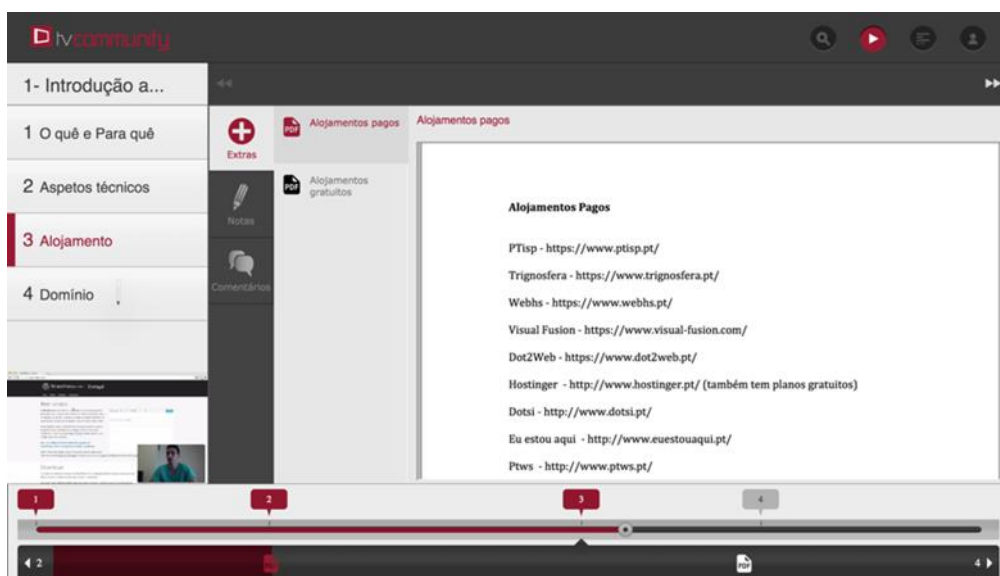 tvcommunity
1- Introdução a...
1 O quê e Para quê
2 Aspetos técnicos
3 Alojamento
4 Domínio
Extras
Notas
Comentários
PDF Alojamentos pagos
PDF Alojamentos
gratuitos
Alojamentos pagos
Alojamentos Pagos
PTisp - https://www.ptisp.pt/
Trignosfera - https://www.trignosfera.pt/
Webhs - https://www.webhs.pt/
Visual Fusion - https://www.visual-fusion.com/
Dot2Web - https://www.dot2web.pt/
Hostinger - http://www.hostinger.pt/ (também tem planos gratuitos)
Dotsi - http://www.dotsi.pt/
Eu estou aqui - http://www.euestouaqui.pt/
Ptws - http://www.ptws.pt/
1 2 3 4
2 PDF PDF 4